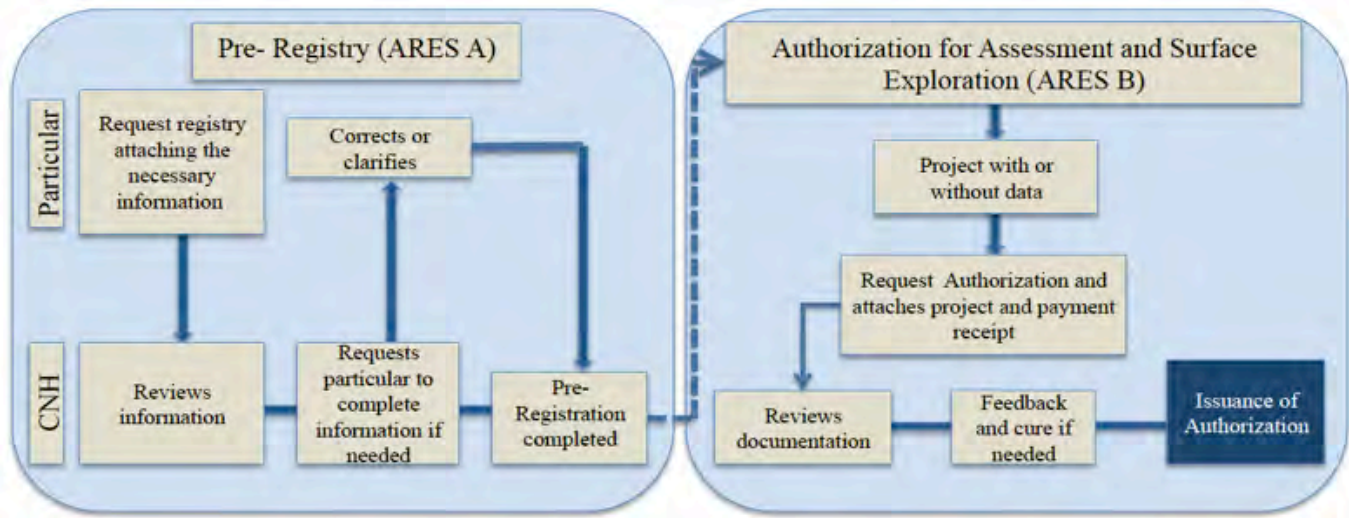 Pre- Registry (ARES A)
Particular
Request registry
attaching the
necessary
information
Corrects or
clarifies
CNH
Reviews
information
Requests
particular to
complete
information if
needed
Pre-
Registration
completed
Authorization for Assessment and Surface
Exploration (ARES B)
Project with or
without data
Request Authorization and
attaches project and payment
receipt
Reviews
documentation
Feedback
and cure if
needed
Issuance of
Authorization